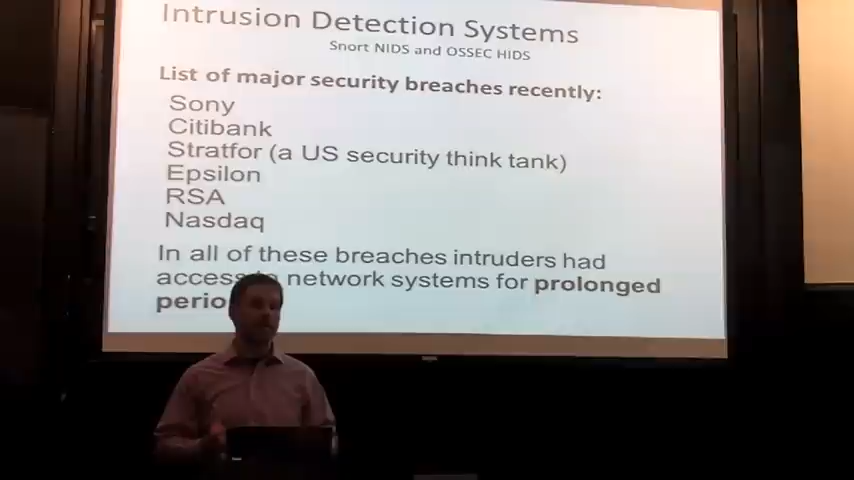 Intrusion Detection Systems
Snort NIDS and OSSEC HIDS
List of major security breaches recently:
Sony
Citibank
Stratfor (a US security think tank)
Epsilon
RSA
Nasdaq
In all of these breaches intruders had
access network systems for prolonged